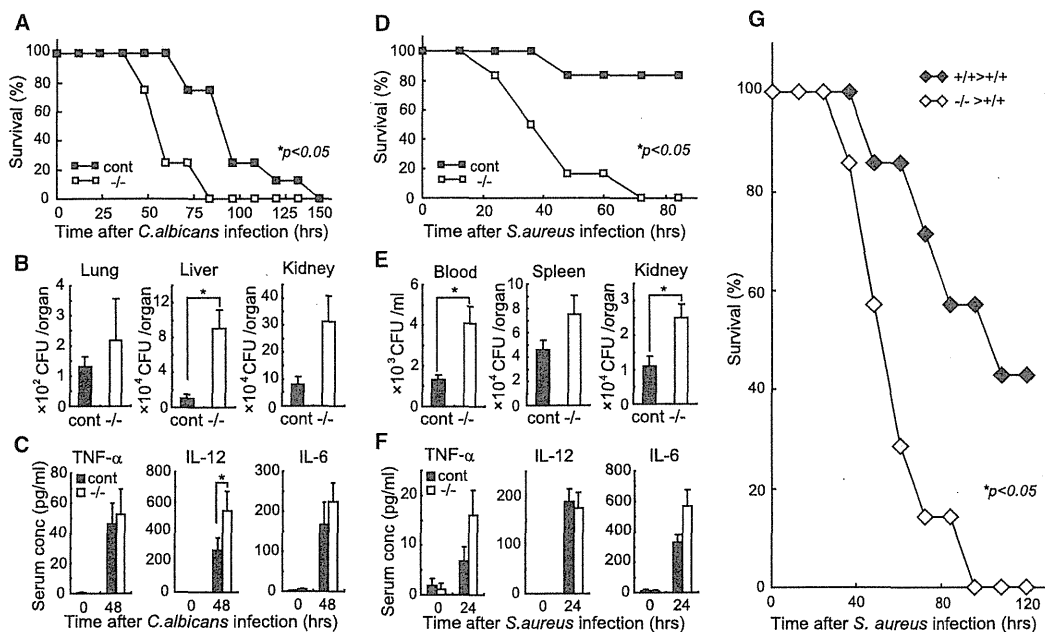 A
100
80
60
40
20
0
Survival (%)
cont
-/-
*p<0.05
0 25 50 75 100 125 150
Time after C.albicans infection (hrs)
B
Lung
×10² CFU /organ
4
3
2
1
0
cont -/-
Liver
×10⁴ CFU /organ
12
8
4
0
*
cont -/-
Kidney
×10⁴ CFU /organ
40
30
20
10
0
cont -/-
C
TNF-α
Serum conc (pg/ml)
80
60
40
20
0
cont
-/-
0 48
IL-12
800
600
400
200
0
*
0 48
IL-6
300
200
100
0
0 48
Time after C.albicans infection (hrs)
D
100
80
60
40
20
0
Survival (%)
cont
-/-
*p<0.05
0 20 40 60 80
Time after S.aureus infection (hrs)
E
Blood
×10³ CFU /ml
6
4
2
0
*
cont -/-
Spleen
×10⁴ CFU /organ
10
8
6
4
2
0
cont -/-
Kidney
×10⁴ CFU /organ
3
2
1
0
*
cont -/-
F
TNF-α
Serum conc (pg/ml)
20
10
0
cont
-/-
0 24
IL-12
200
100
0
0 24
IL-6
800
600
400
200
0
0 24
Time after S.aureus infection (hrs)
G
100
80
60
40
20
0
Survival (%)
+/+>+/+
-/- >+/+
*p<0.05
0 40 80 120
Time after S. aureus infection (hrs)